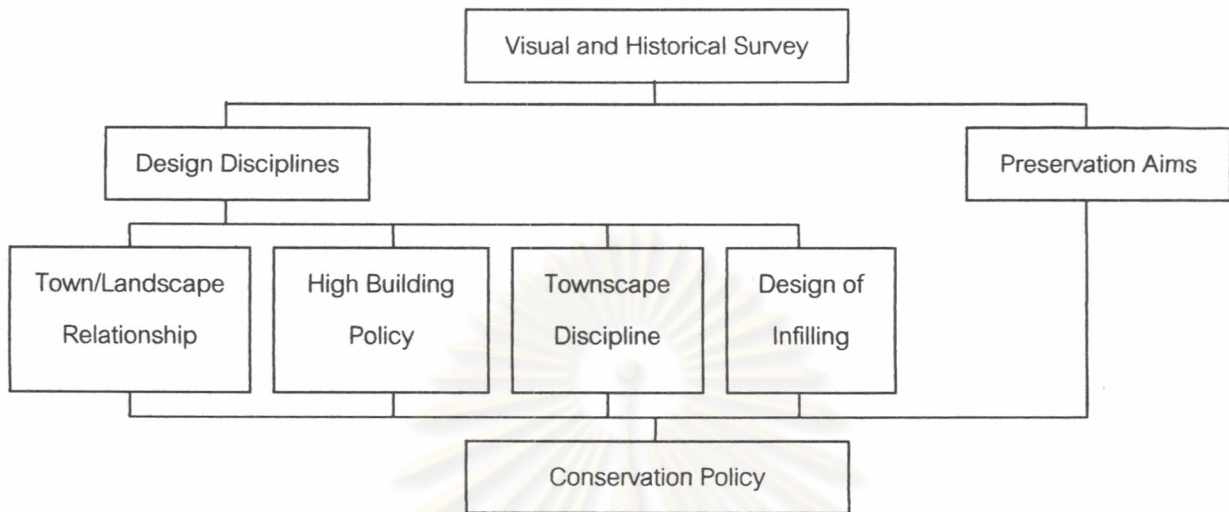 Visual and Historical Survey
Design Disciplines
Preservation Aims
Town/Landscape
Relationship
High Building
Policy
Townscape
Discipline
Design of
Infilling
Conservation Policy